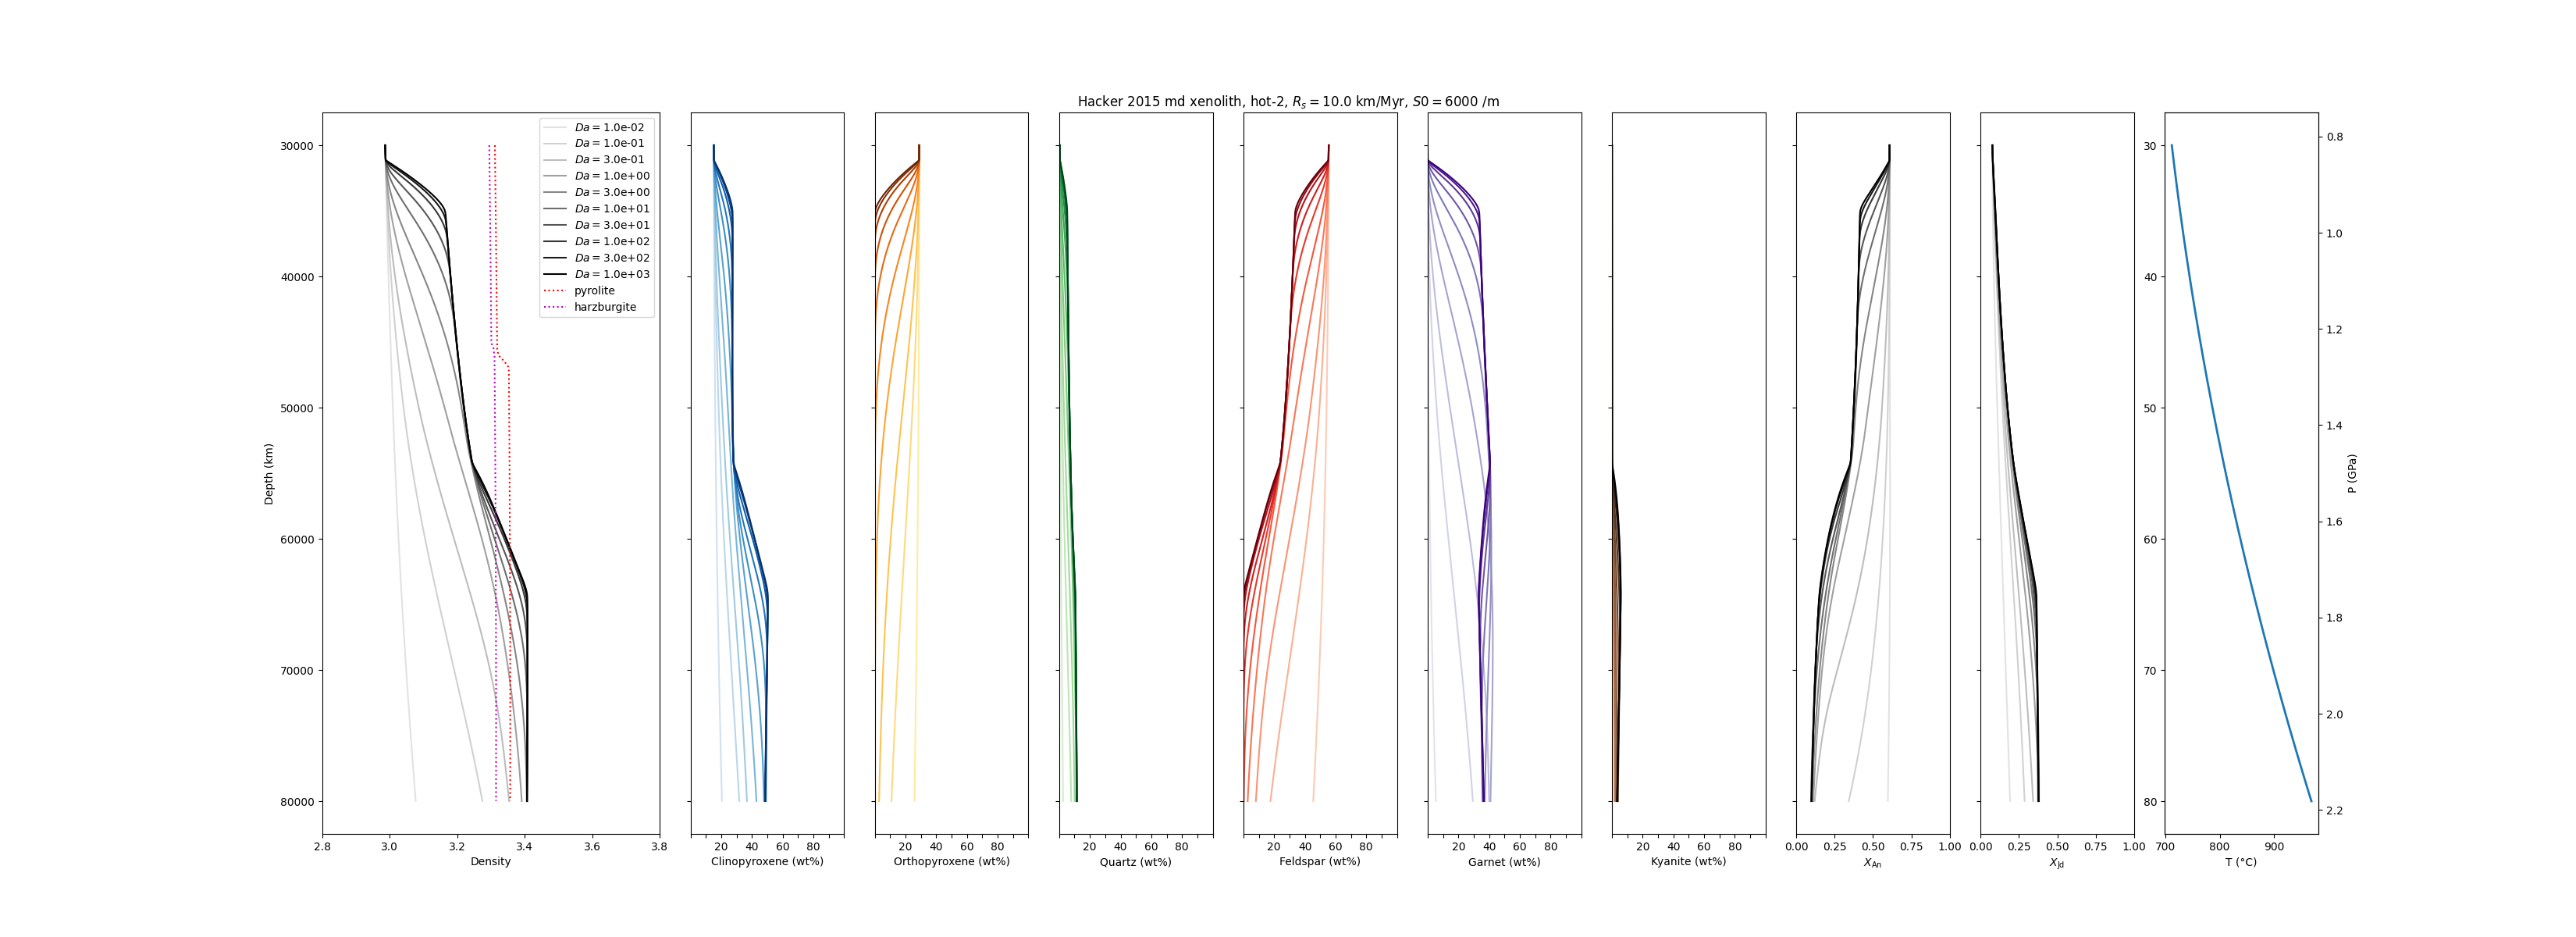 Hacker 2015 md xenolith, hot-2, Rs = 10.0 km/Myr, S0 = 6000 /m
Da = 1.0e-02
Da = 1.0e-01
Da = 3.0e-01
Da = 1.0e+00
Da = 3.0e+00
Da = 1.0e+01
Da = 3.0e+01
Da = 1.0e+02
Da = 3.0e+02
Da = 1.0e+03
pyrolite
harzburgite
Depth (km)
30000
40000
50000
60000
70000
80000
2.8 3.0 3.2 3.4 3.6 3.8
Density
20 40 60 80
Clinopyroxene (wt%)
20 40 60 80
Orthopyroxene (wt%)
20 40 60 80
Quartz (wt%)
20 40 60 80
Feldspar (wt%)
20 40 60 80
Garnet (wt%)
20 40 60 80
Kyanite (wt%)
0.00 0.25 0.50 0.75 1.00
XAn
0.00 0.25 0.50 0.75 1.00
XJd
30
40
50
60
70
80
700 800 900
T (°C)
0.8
1.0
1.2
1.4
1.6
1.8
2.0
2.2
P (GPa)